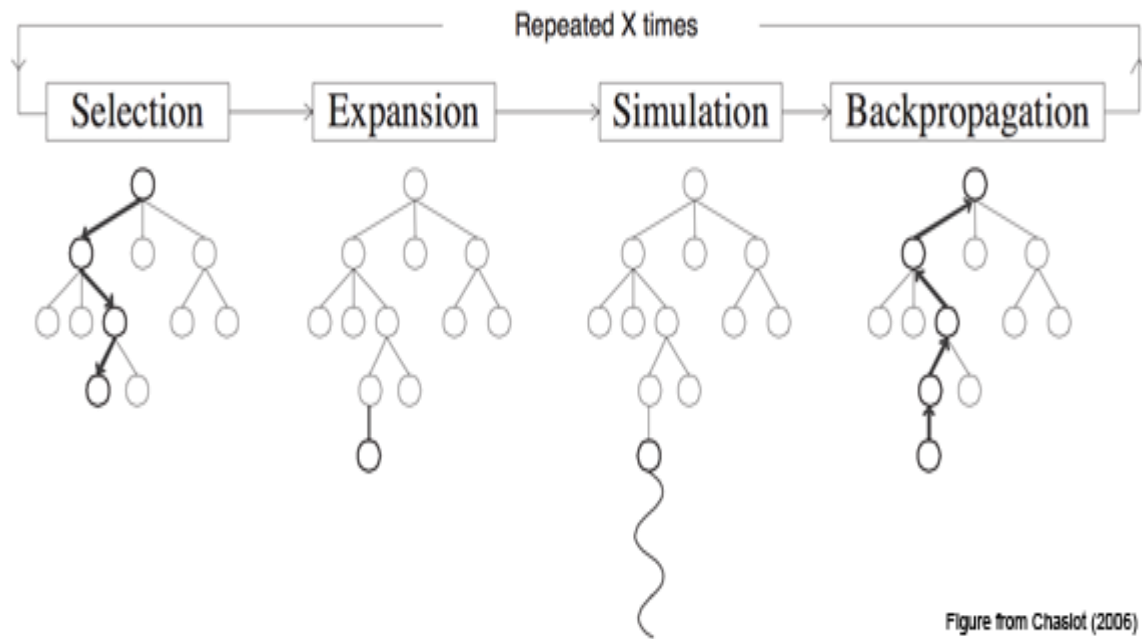 Repeated X times
Selection
Expansion
Simulation
Backpropagation
Figure from Chaslot (2006)